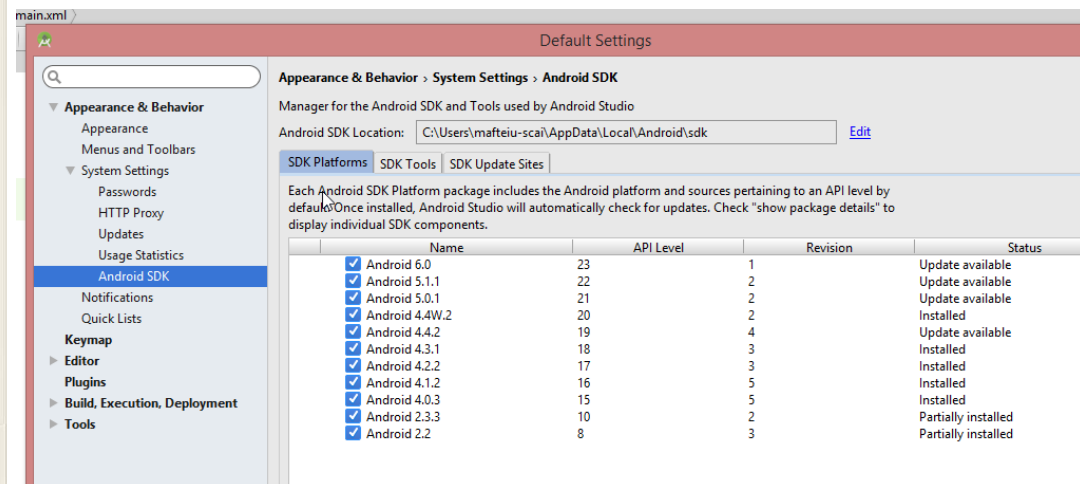 main.xml
Default Settings
Appearance & Behavior
Appearance
Menus and Toolbars
System Settings
Passwords
HTTP Proxy
Updates
Usage Statistics
Android SDK
Notifications
Quick Lists
Keymap
Editor
Plugins
Build, Execution, Deployment
Tools
Appearance & Behavior › System Settings › Android SDK
Manager for the Android SDK and Tools used by Android Studio
Android SDK Location: C:\Users\mafteiu-scai\AppData\Local\Android\sdk Edit
SDK Platforms SDK Tools SDK Update Sites
Each Android SDK Platform package includes the Android platform and sources pertaining to an API level by
default. Once installed, Android Studio will automatically check for updates. Check "show package details" to
display individual SDK components.
Name API Level Revision Status
Android 6.0 23 1 Update available
Android 5.1.1 22 2 Update available
Android 5.0.1 21 2 Update available
Android 4.4W.2 20 2 Installed
Android 4.4.2 19 4 Update available
Android 4.3.1 18 3 Installed
Android 4.2.2 17 3 Installed
Android 4.1.2 16 5 Installed
Android 4.0.3 15 5 Installed
Android 2.3.3 10 2 Partially installed
Android 2.2 8 3 Partially installed